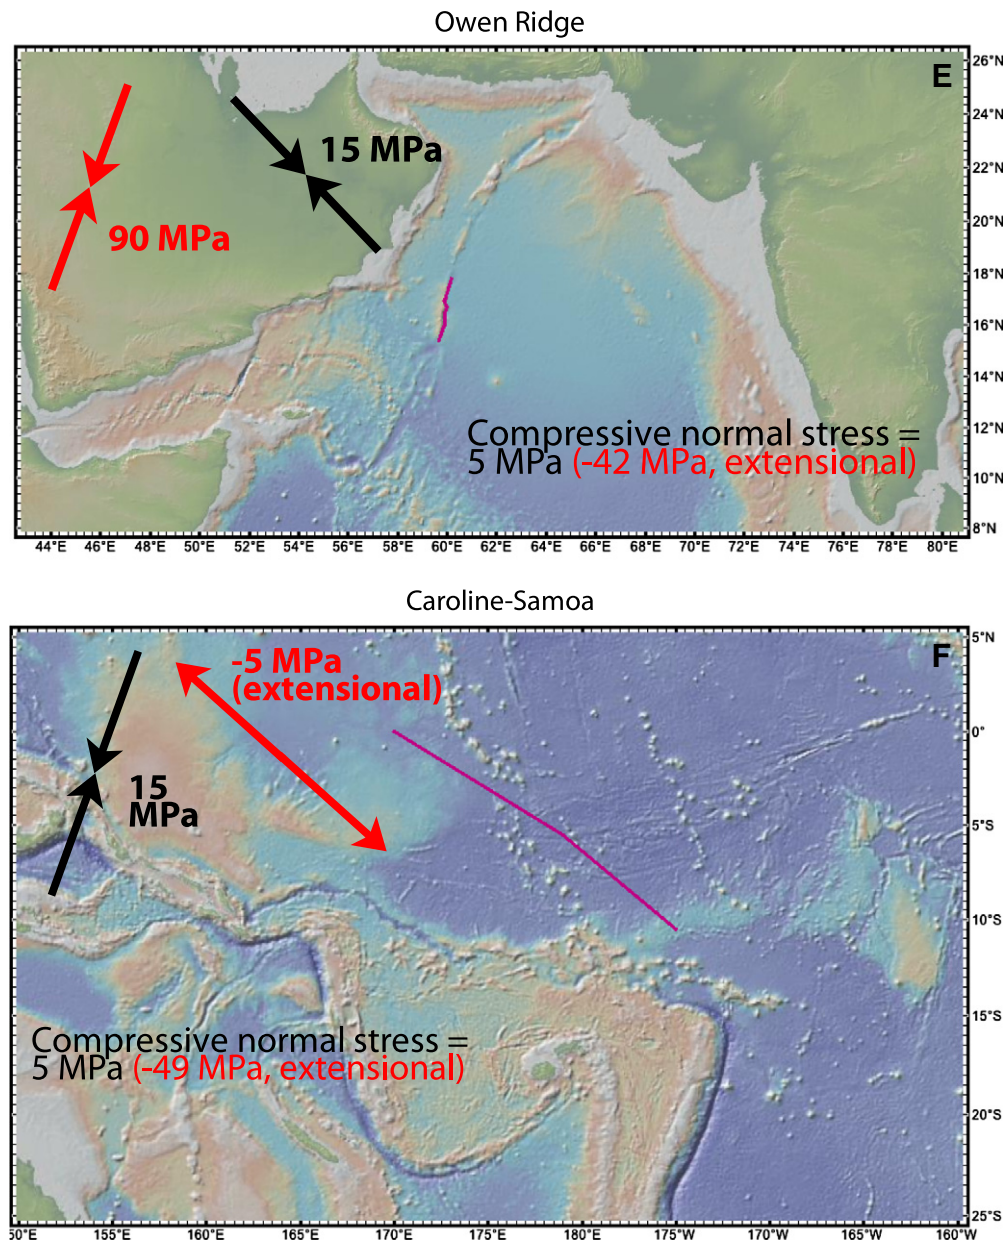 Owen Ridge
E
26°N
24°N
22°N
20°N
18°N
16°N
14°N
12°N
10°N
8°N
15 MPa
90 MPa
Compressive normal stress =
5 MPa (-42 MPa, extensional)
44°E 46°E 48°E 50°E 52°E 54°E 56°E 58°E 60°E 62°E 64°E 66°E 68°E 70°E 72°E 74°E 76°E 78°E 80°E
Caroline-Samoa
F
5°N
0°
5°S
10°S
15°S
20°S
25°S
-5 MPa
(extensional)
15
MPa
Compressive normal stress =
5 MPa (-49 MPa, extensional)
50°E 155°E 160°E 165°E 170°E 175°E 180°E 175°W 170°W 165°W 160°W